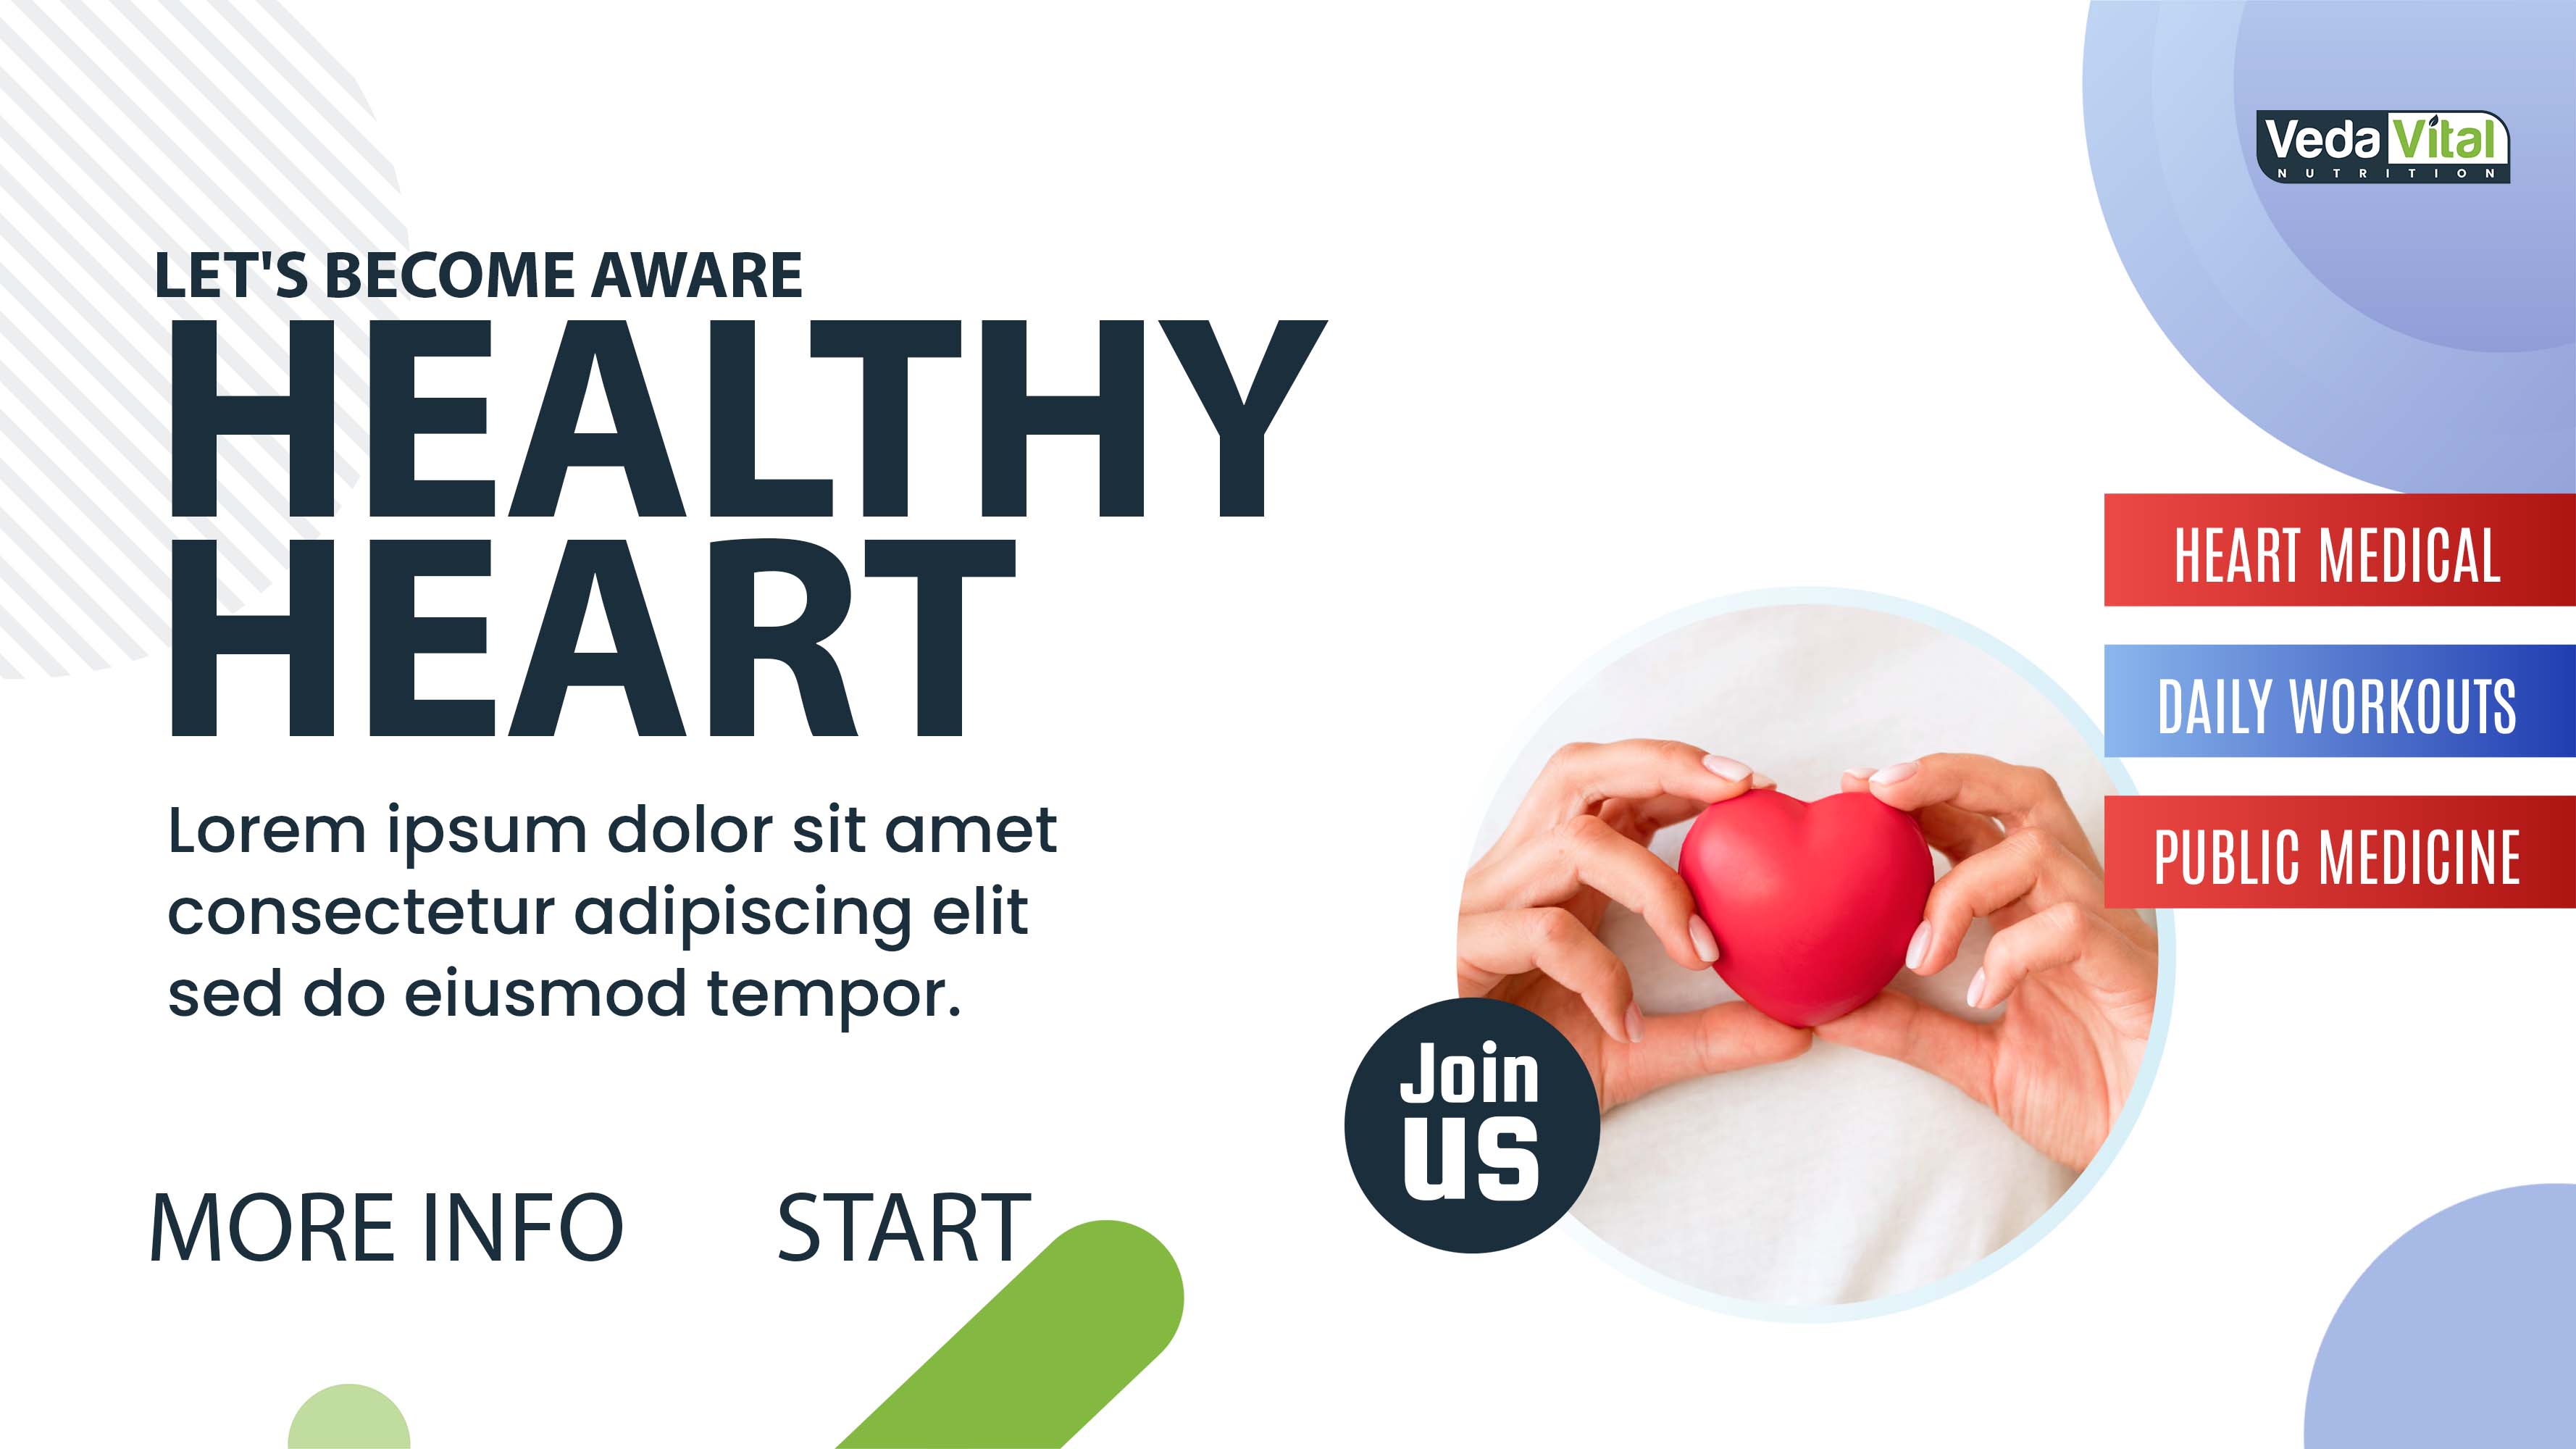 Veda Vital
NUTRITION
LET'S BECOME AWARE
HEALTHY
HEART
Lorem ipsum dolor sit amet
consectetur adipiscing elit
sed do eiusmod tempor.
MORE INFO
START
Join
us
HEART MEDICAL
DAILY WORKOUTS
PUBLIC MEDICINE